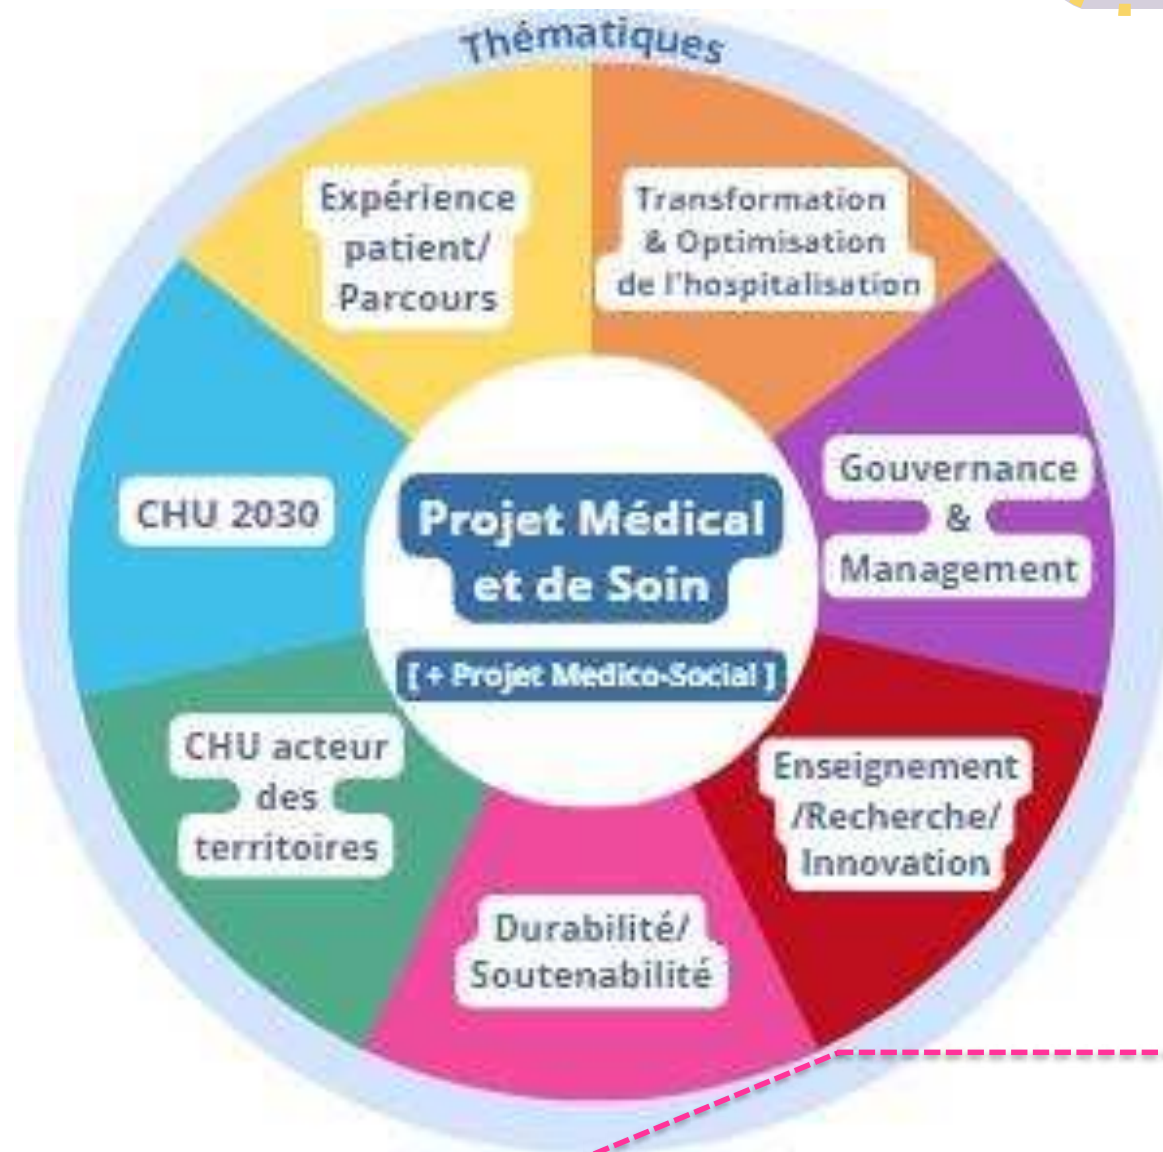 Thématiques
Expérience
patient/
Parcours
Transformation
& Optimisation
de l'hospitalisation
Gouvernance
&
Management
CHU 2030
Projet Médical
et de Soin
[ + Projet Medico-Social ]
CHU acteur
des
territoires
Enseignement
/Recherche/
Innovation
Durabilité/
Soutenabilité